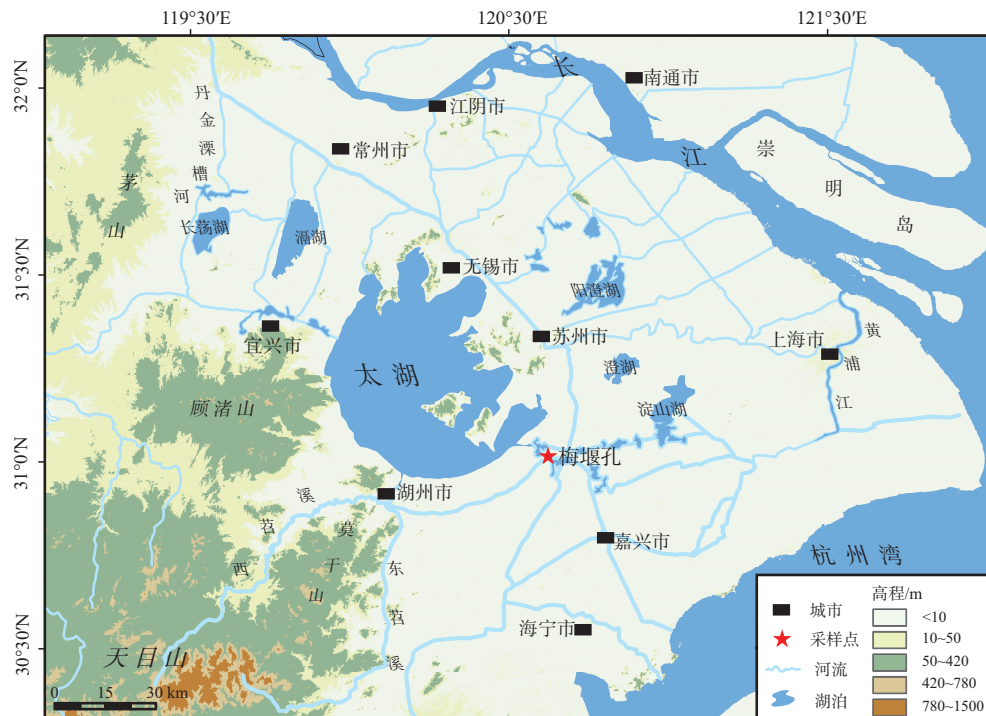 119°30′E
120°30′E
121°30′E
32°0′N
31°30′N
31°0′N
30°30′N
长
江
南通市
江阴市
常州市
丹金溧漕河
茅山
长荡湖
滆湖
崇明岛
无锡市
阳澄湖
宜兴市
苏州市
上海市
黄浦江
太湖
澄湖
顾渚山
淀山湖
梅堰孔
湖州市
西苕溪
莫干山
东苕溪
嘉兴市
杭州湾
海宁市
天目山
0 15 30 km
城市
采样点
河流
湖泊
高程/m
<10
10~50
50~420
420~780
780~1500